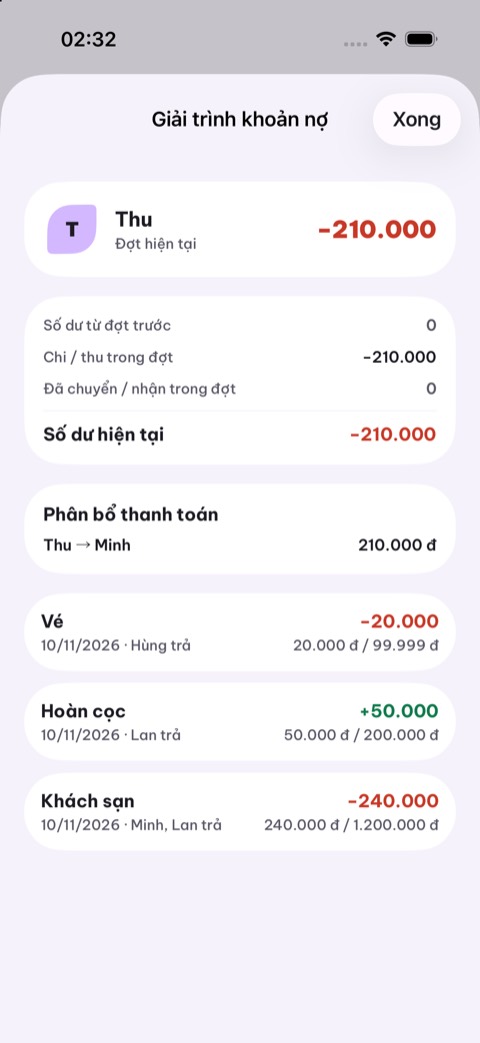 02:32
Giải trình khoản nợ
Xong
T
Thu
Đợt hiện tại
-210.000
Số dư từ đợt trước 0
Chi / thu trong đợt -210.000
Đã chuyển / nhận trong đợt 0
Số dư hiện tại -210.000
Phân bổ thanh toán
Thu → Minh 210.000 đ
Vé -20.000
10/11/2026 · Hùng trả 20.000 đ / 99.999 đ
Hoàn cọc +50.000
10/11/2026 · Lan trả 50.000 đ / 200.000 đ
Khách sạn -240.000
10/11/2026 · Minh, Lan trả 240.000 đ / 1.200.000 đ